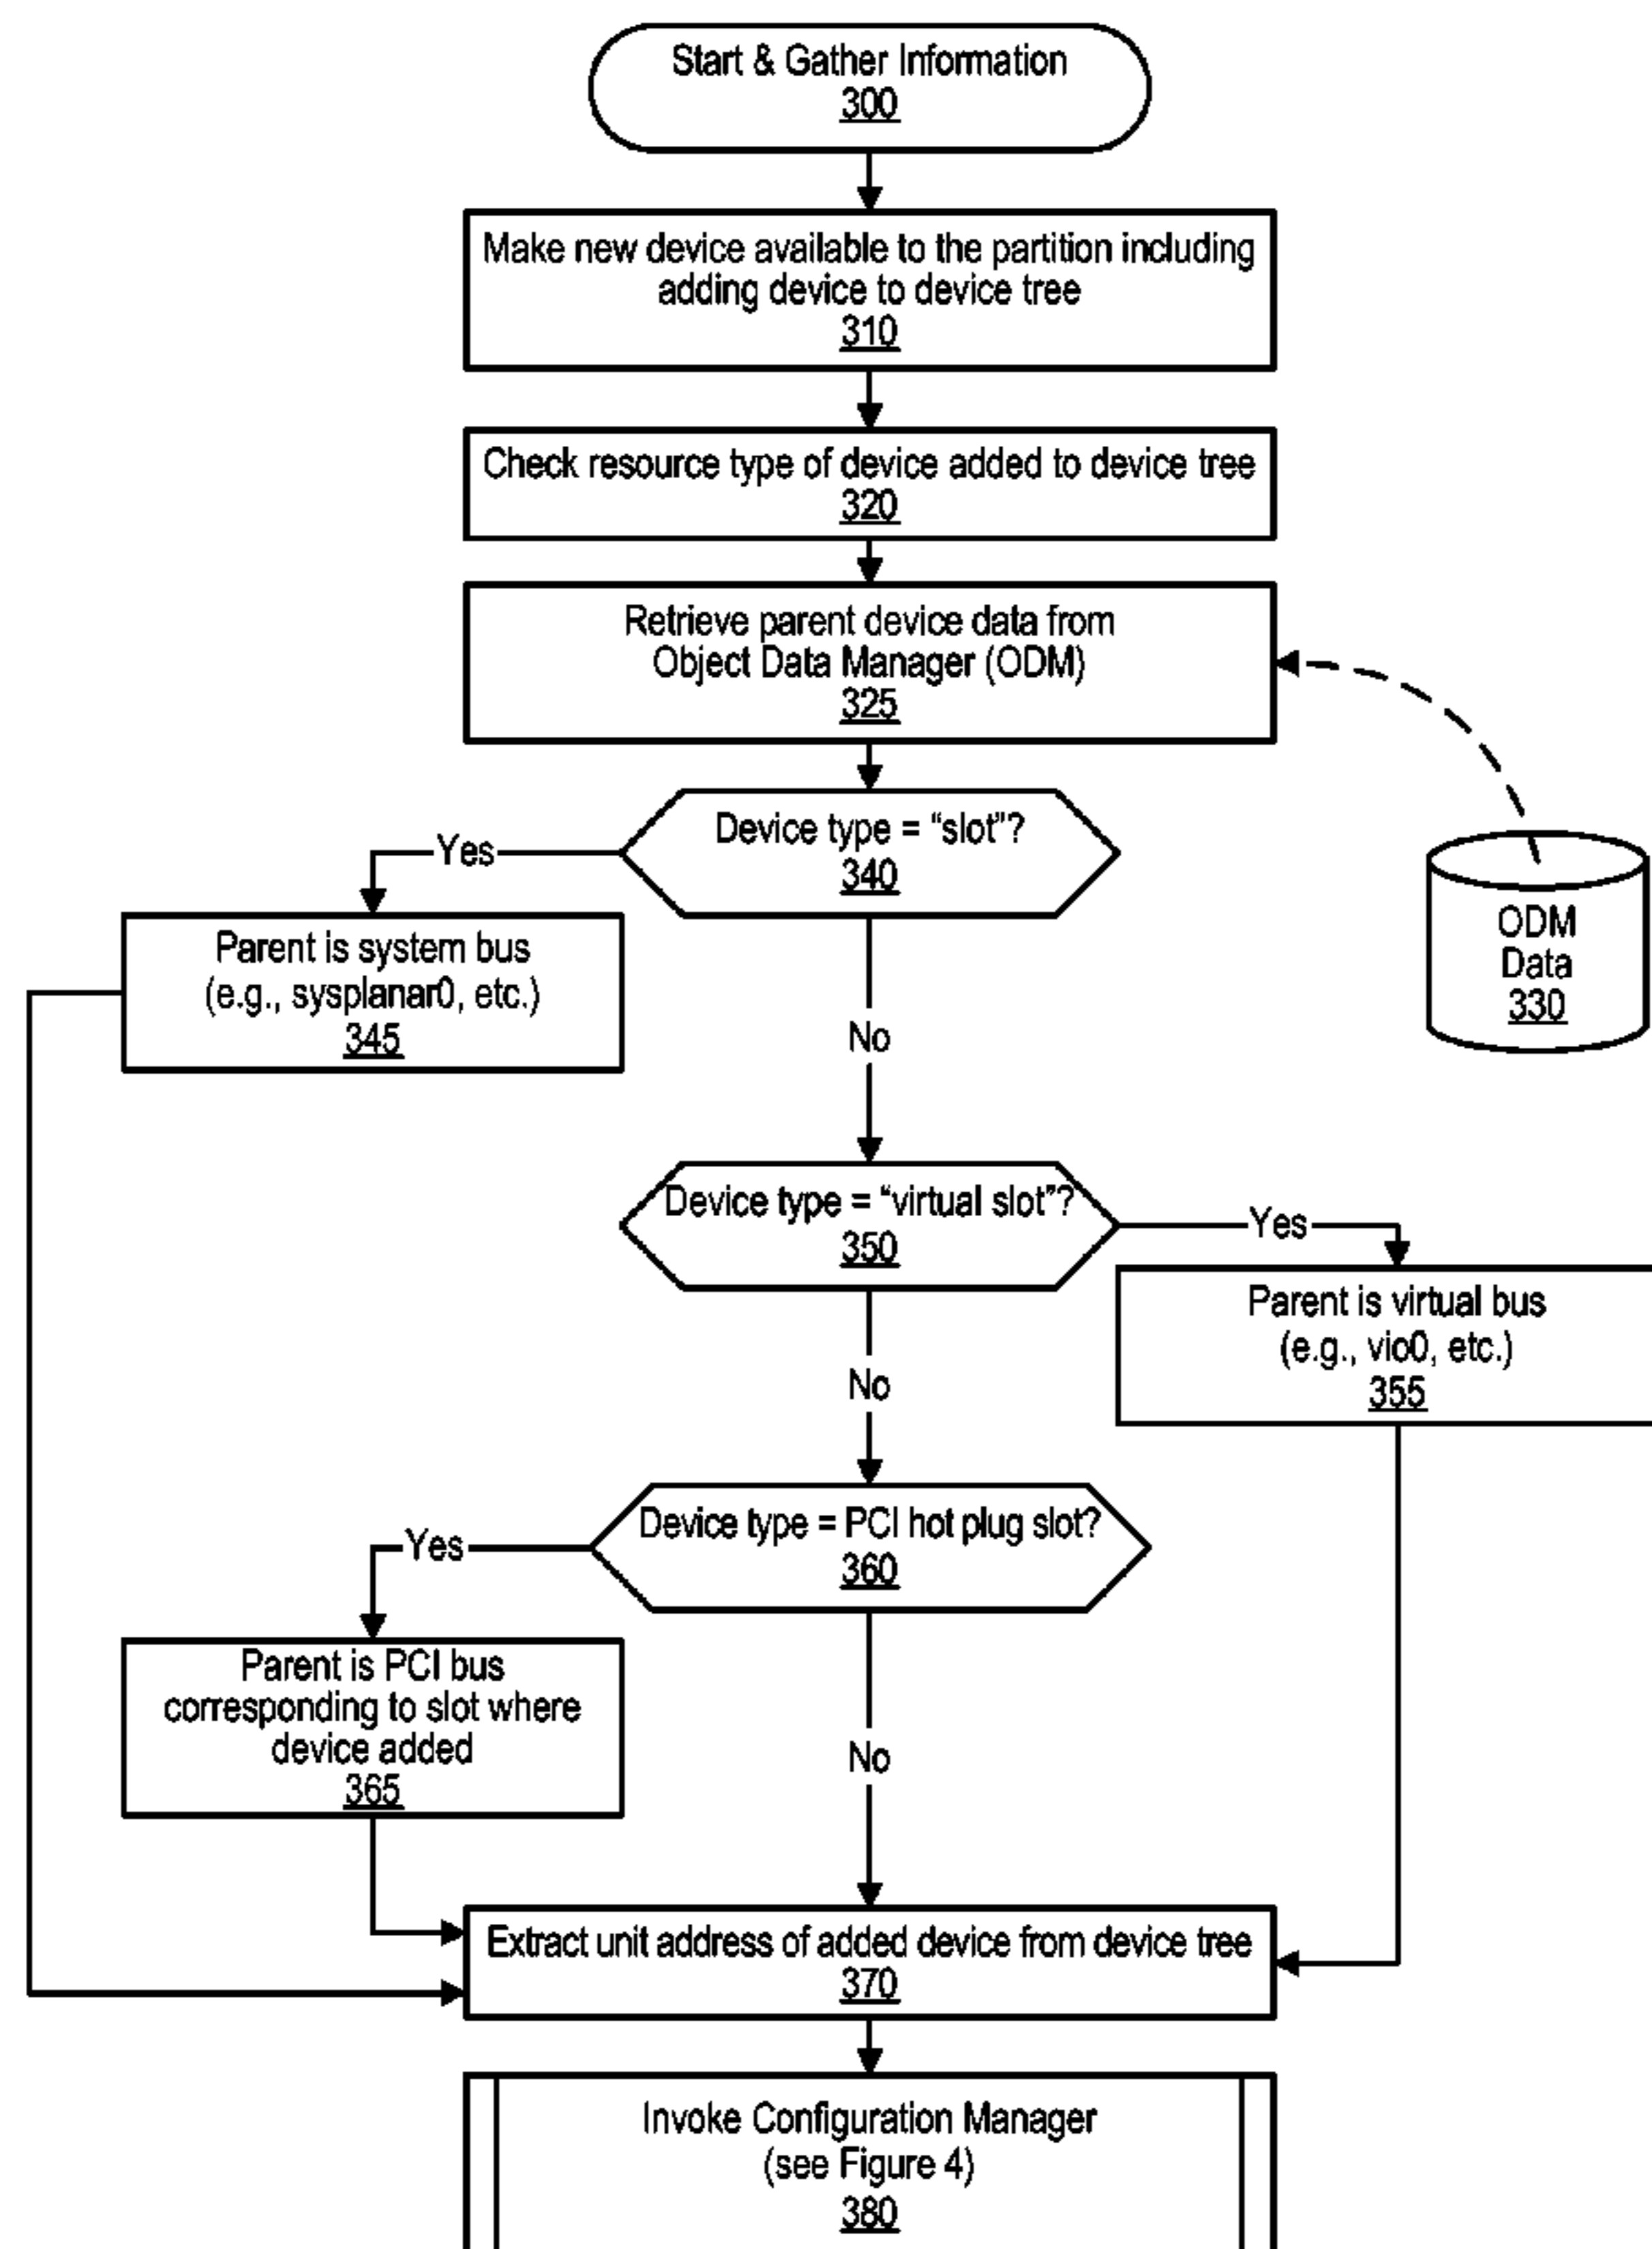 Start & Gather Information
300
Make new device available to the partition including
adding device to device tree
310
Check resource type of device added to device tree
320
Retrieve parent device data from
Object Data Manager (ODM)
325
Device type = “slot”?
340
Yes
ODM
Data
330
Parent is system bus
(e.g., sysplanar0, etc.)
345
No
Device type = “virtual slot”?
350
Yes
Parent is virtual bus
(e.g., vio0, etc.)
355
No
Device type = PCI hot plug slot?
360
Yes
Parent is PCI bus
corresponding to slot where
device added
365
No
Extract unit address of added device from device tree
370
Invoke Configuration Manager
(see Figure 4)
380